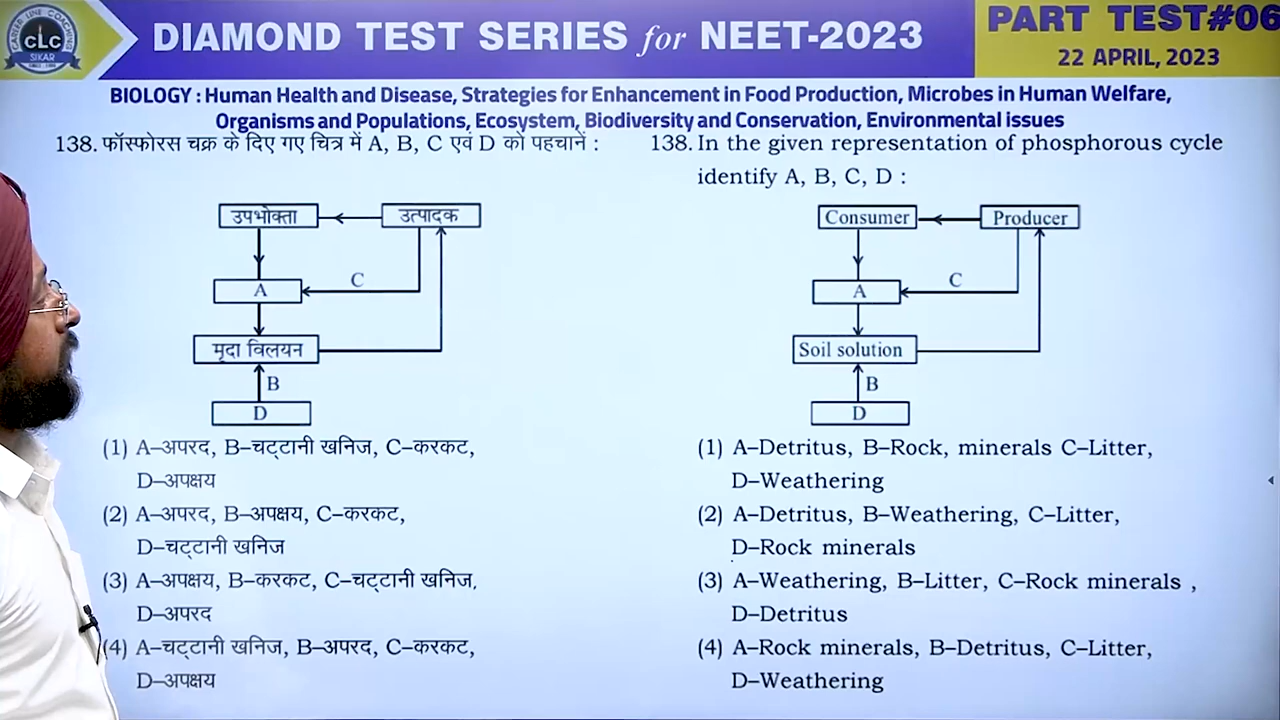 CAREER LINE COACHING
CLC
SIKAR
DIAMOND TEST SERIES for NEET-2023
PART TEST#06
22 APRIL, 2023
BIOLOGY : Human Health and Disease, Strategies for Enhancement in Food Production, Microbes in Human Welfare,
Organisms and Populations, Ecosystem, Biodiversity and Conservation, Environmental issues
138. फॉस्फोरस चक्र के दिए गए चित्र में A, B, C एवं D को पहचानें :
उपभोक्ता
उत्पादक
C
A
मृदा विलयन
B
D
(1) A–अपरद, B–चट्टानी खनिज, C–करकट,
D–अपक्षय
(2) A–अपरद, B–अपक्षय, C–करकट,
D–चट्टानी खनिज
(3) A–अपक्षय, B–करकट, C–चट्टानी खनिज,
D–अपरद
(4) A–चट्टानी खनिज, B–अपरद, C–करकट,
D–अपक्षय
138. In the given representation of phosphorous cycle
identify A, B, C, D :
Consumer
Producer
C
A
Soil solution
B
D
(1) A–Detritus, B–Rock, minerals C–Litter,
D–Weathering
(2) A–Detritus, B–Weathering, C–Litter,
D–Rock minerals
(3) A–Weathering, B–Litter, C–Rock minerals ,
D–Detritus
(4) A–Rock minerals, B–Detritus, C–Litter,
D–Weathering